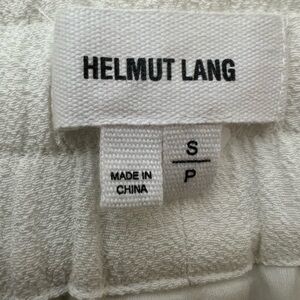 HELMUT LANG
MADE IN
CHINA
S
P